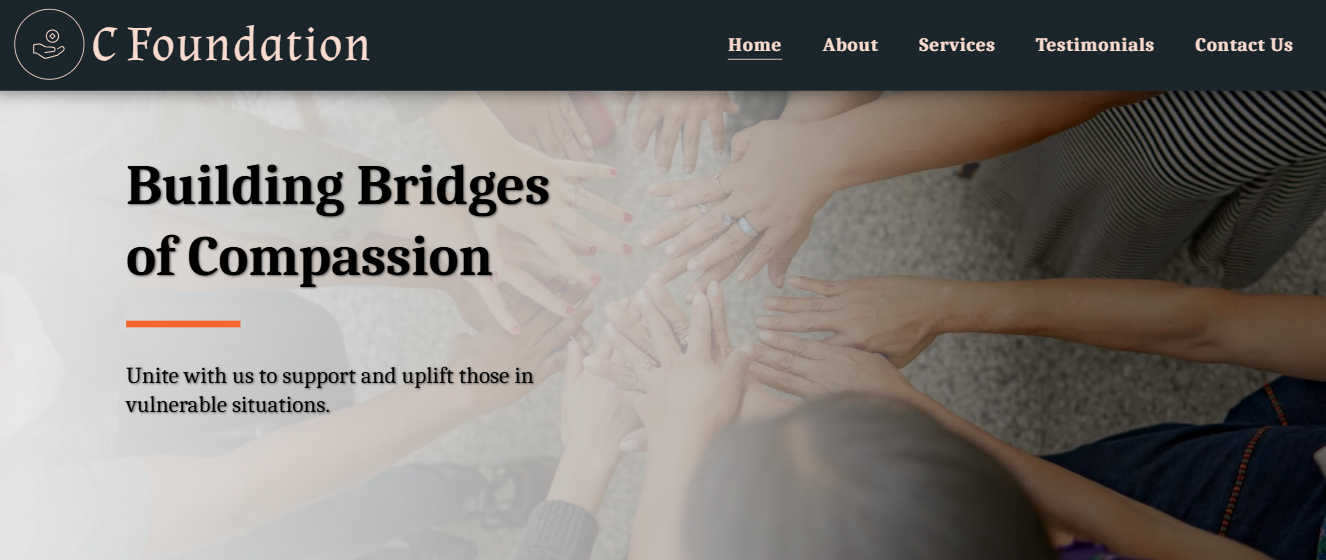 C Foundation
Home About Services Testimonials Contact Us
Building Bridges
of Compassion
Unite with us to support and uplift those in
vulnerable situations.